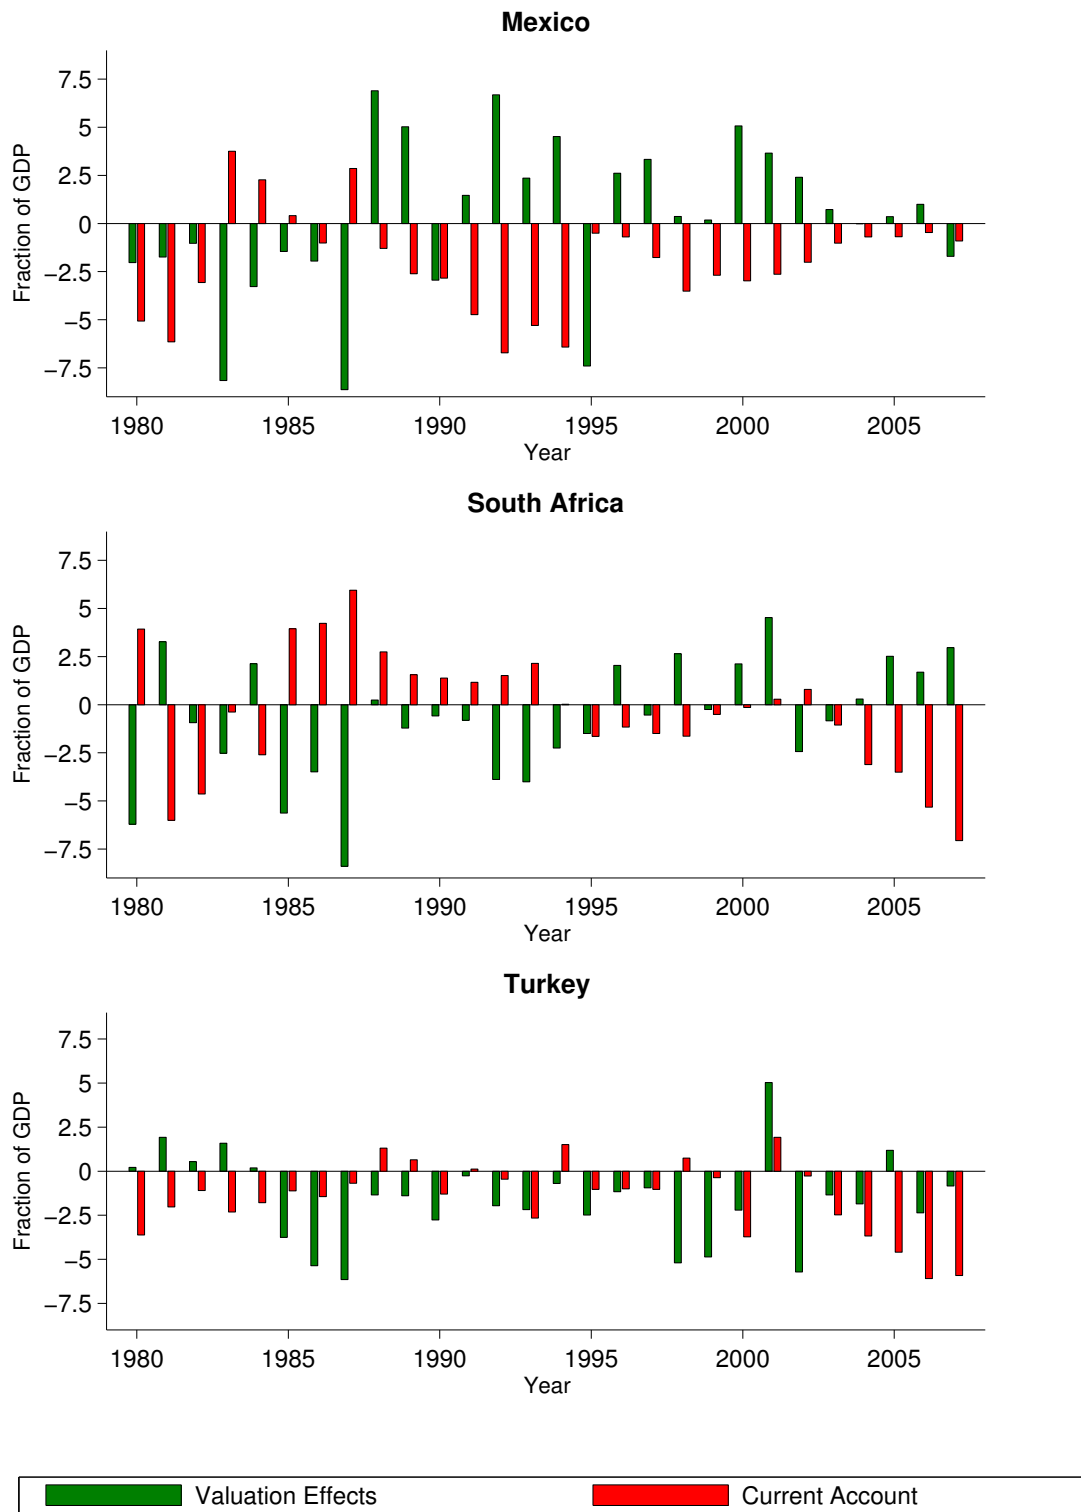 Mexico
Fraction of GDP
7.5
5
2.5
0
−2.5
−5
−7.5
1980 1985 1990 1995 2000 2005
Year
South Africa
Fraction of GDP
7.5
5
2.5
0
−2.5
−5
−7.5
1980 1985 1990 1995 2000 2005
Year
Turkey
Fraction of GDP
7.5
5
2.5
0
−2.5
−5
−7.5
1980 1985 1990 1995 2000 2005
Year
Valuation Effects Current Account